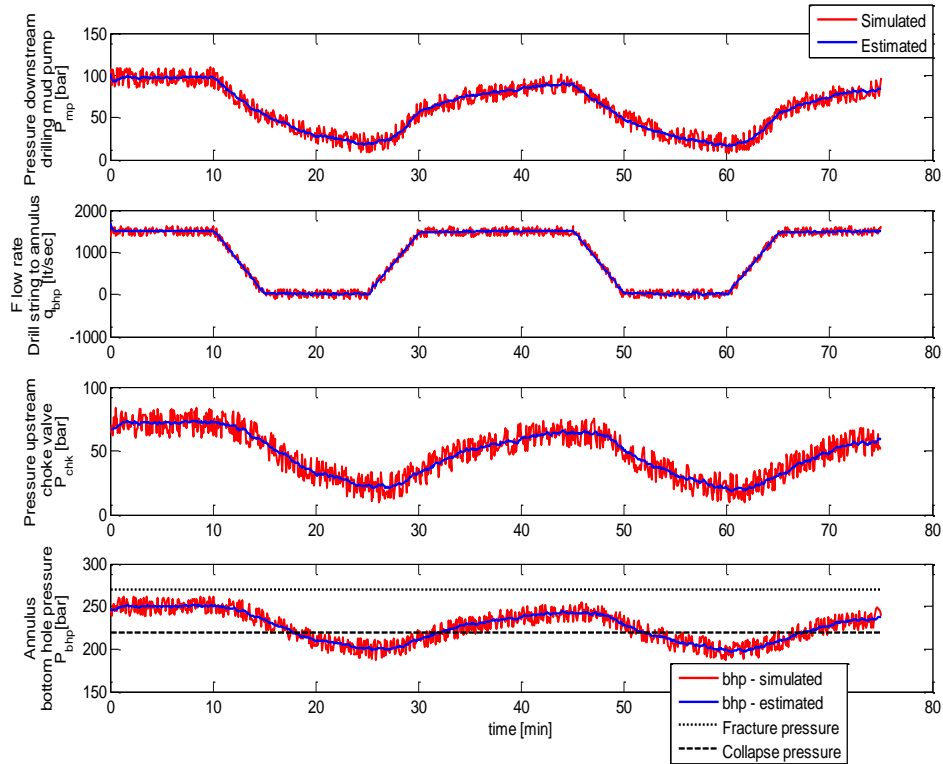 Simulated
Estimated
Pressure downstream
drilling mud pump
P_mp [bar]
150
100
50
0
0 10 20 30 40 50 60 70 80
F low rate
Drill string to annulus
q_bhp [lt/sec]
2000
1000
0
-1000
0 10 20 30 40 50 60 70 80
Pressure upstream
choke valve
P_chk [bar]
100
50
0
0 10 20 30 40 50 60 70 80
Annulus
bottom hole pressure
P_bhp [bar]
300
250
200
150
0 10 20 30 40 50 60 70 80
time [min]
bhp - simulated
bhp - estimated
Fracture pressure
Collapse pressure